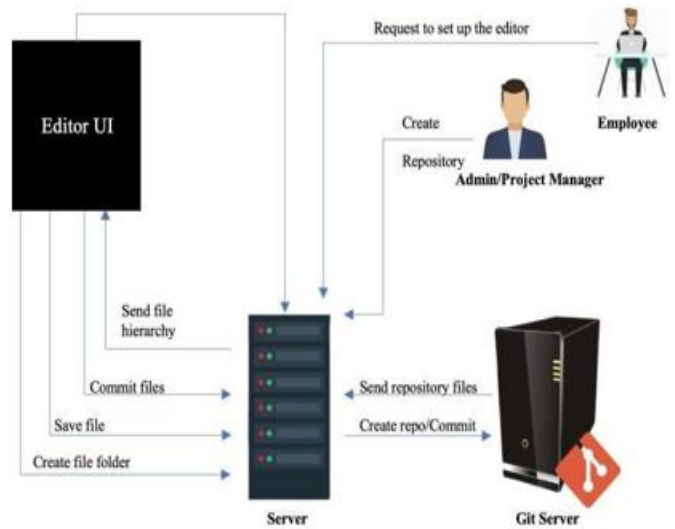 Request to set up the editor
Editor UI
Employee
Create
Repository
Admin/Project Manager
Send file
hierarchy
Commit files
Send repository files
Save file
Create repo/Commit
Create file folder
Server
Git Server